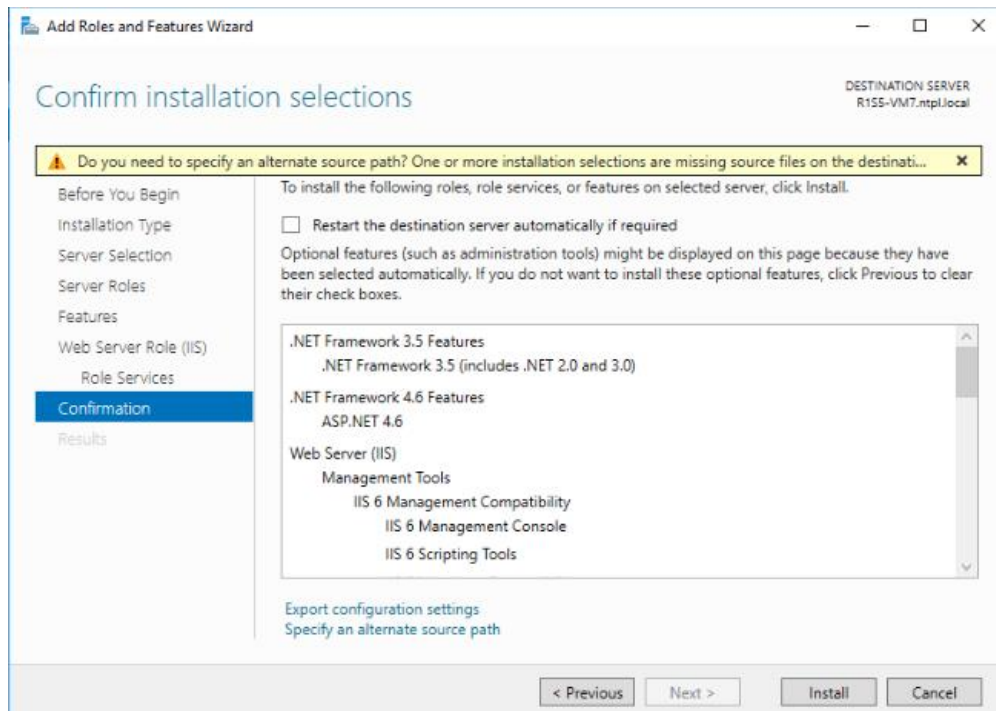 Add Roles and Features Wizard
Confirm installation selections
DESTINATION SERVER
R1S5-VM7.ntpl.local
Do you need to specify an alternate source path? One or more installation selections are missing source files on the destinati...
Before You Begin
Installation Type
Server Selection
Server Roles
Features
Web Server Role (IIS)
Role Services
Confirmation
Results
To install the following roles, role services, or features on selected server, click Install.
Restart the destination server automatically if required
Optional features (such as administration tools) might be displayed on this page because they have
been selected automatically. If you do not want to install these optional features, click Previous to clear
their check boxes.
.NET Framework 3.5 Features
.NET Framework 3.5 (includes .NET 2.0 and 3.0)
.NET Framework 4.6 Features
ASP.NET 4.6
Web Server (IIS)
Management Tools
IIS 6 Management Compatibility
IIS 6 Management Console
IIS 6 Scripting Tools
Export configuration settings
Specify an alternate source path
< Previous
Next >
Install
Cancel